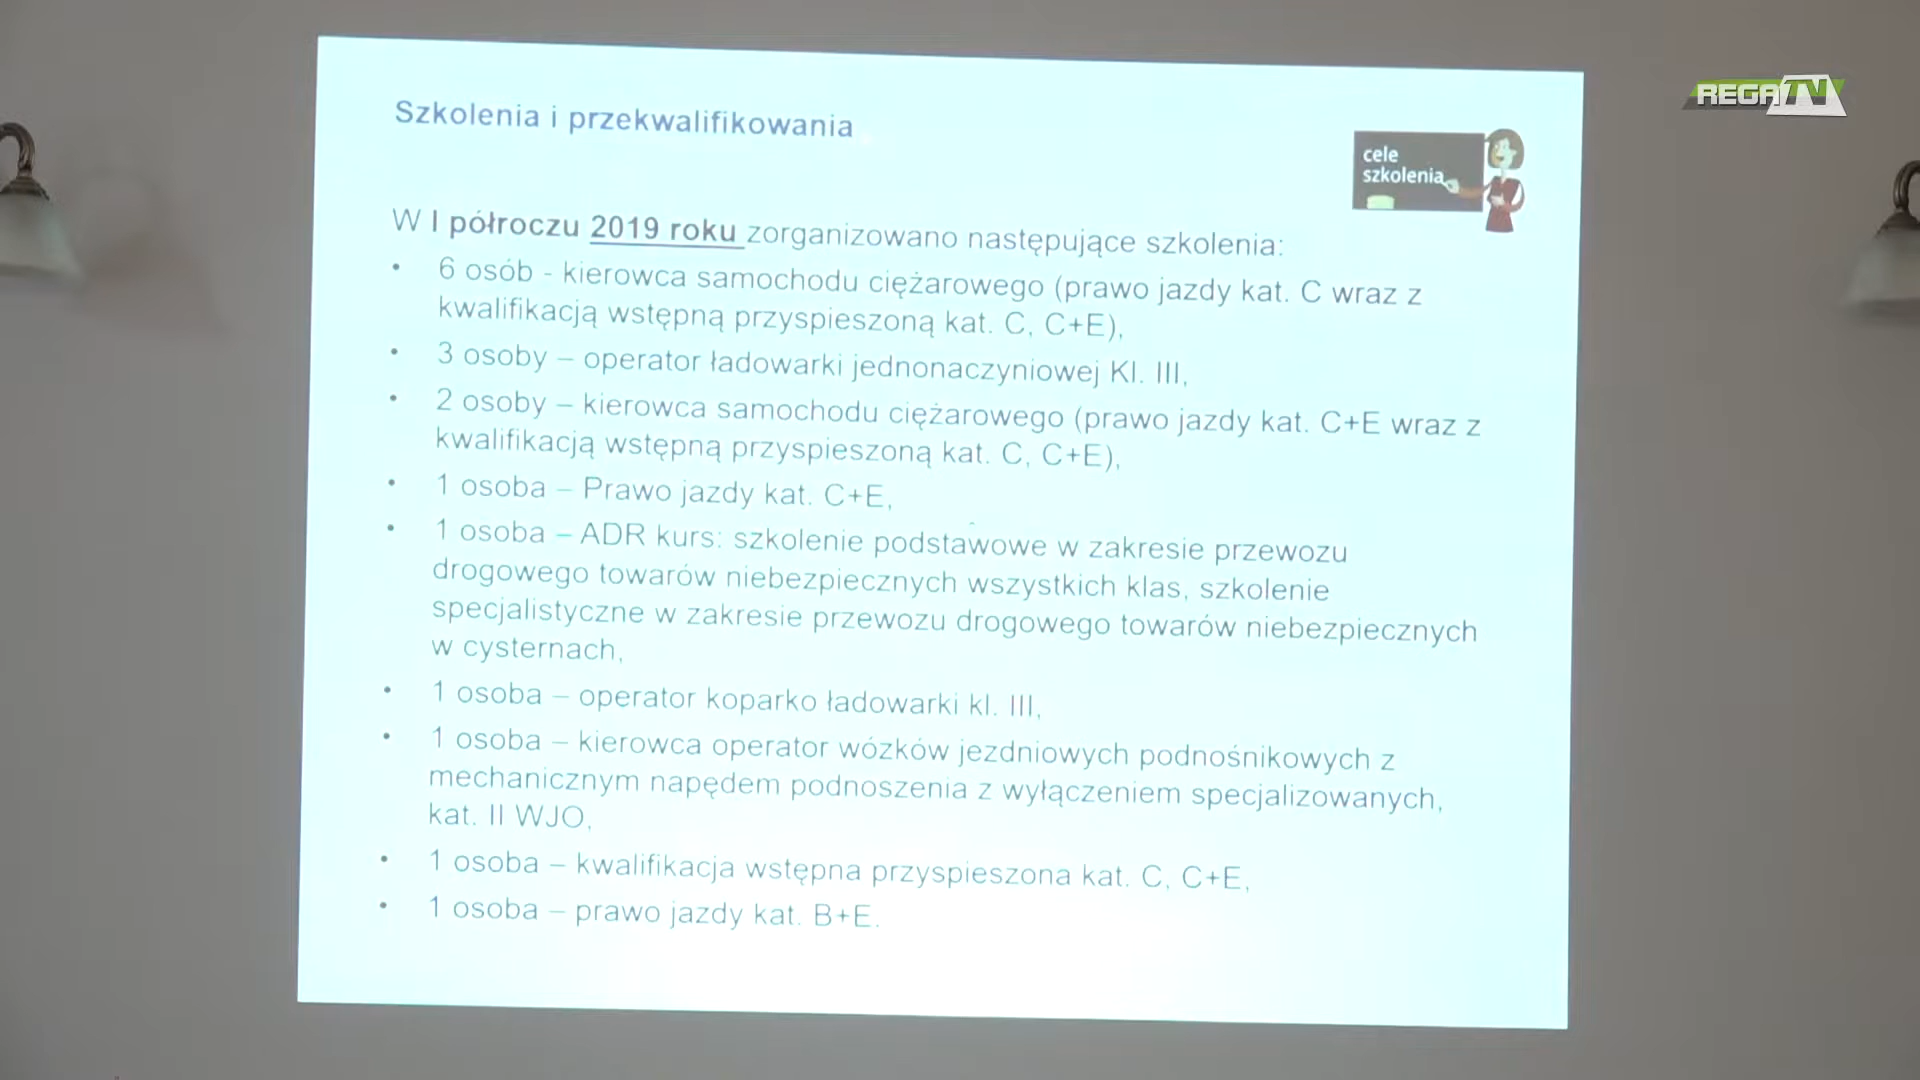 Szkolenia i przekwalifikowania
REGA TV
cele
szkolenia
W I półroczu 2019 roku zorganizowano następujące szkolenia:
• 6 osób - kierowca samochodu ciężarowego (prawo jazdy kat. C wraz z
kwalifikacją wstępną przyspieszoną kat. C, C+E),
• 3 osoby – operator ładowarki jednonaczyniowej Kl. III,
• 2 osoby – kierowca samochodu ciężarowego (prawo jazdy kat. C+E wraz z
kwalifikacją wstępną przyspieszoną kat. C, C+E),
• 1 osoba – Prawo jazdy kat. C+E,
• 1 osoba – ADR kurs: szkolenie podstawowe w zakresie przewozu
drogowego towarów niebezpiecznych wszystkich klas, szkolenie
specjalistyczne w zakresie przewozu drogowego towarów niebezpiecznych
w cysternach,
• 1 osoba – operator koparko ładowarki kl. III,
• 1 osoba – kierowca operator wózków jezdniowych podnośnikowych z
mechanicznym napędem podnoszenia z wyłączeniem specjalizowanych,
kat. II WJO,
• 1 osoba – kwalifikacja wstępna przyspieszona kat. C, C+E,
• 1 osoba – prawo jazdy kat. B+E.